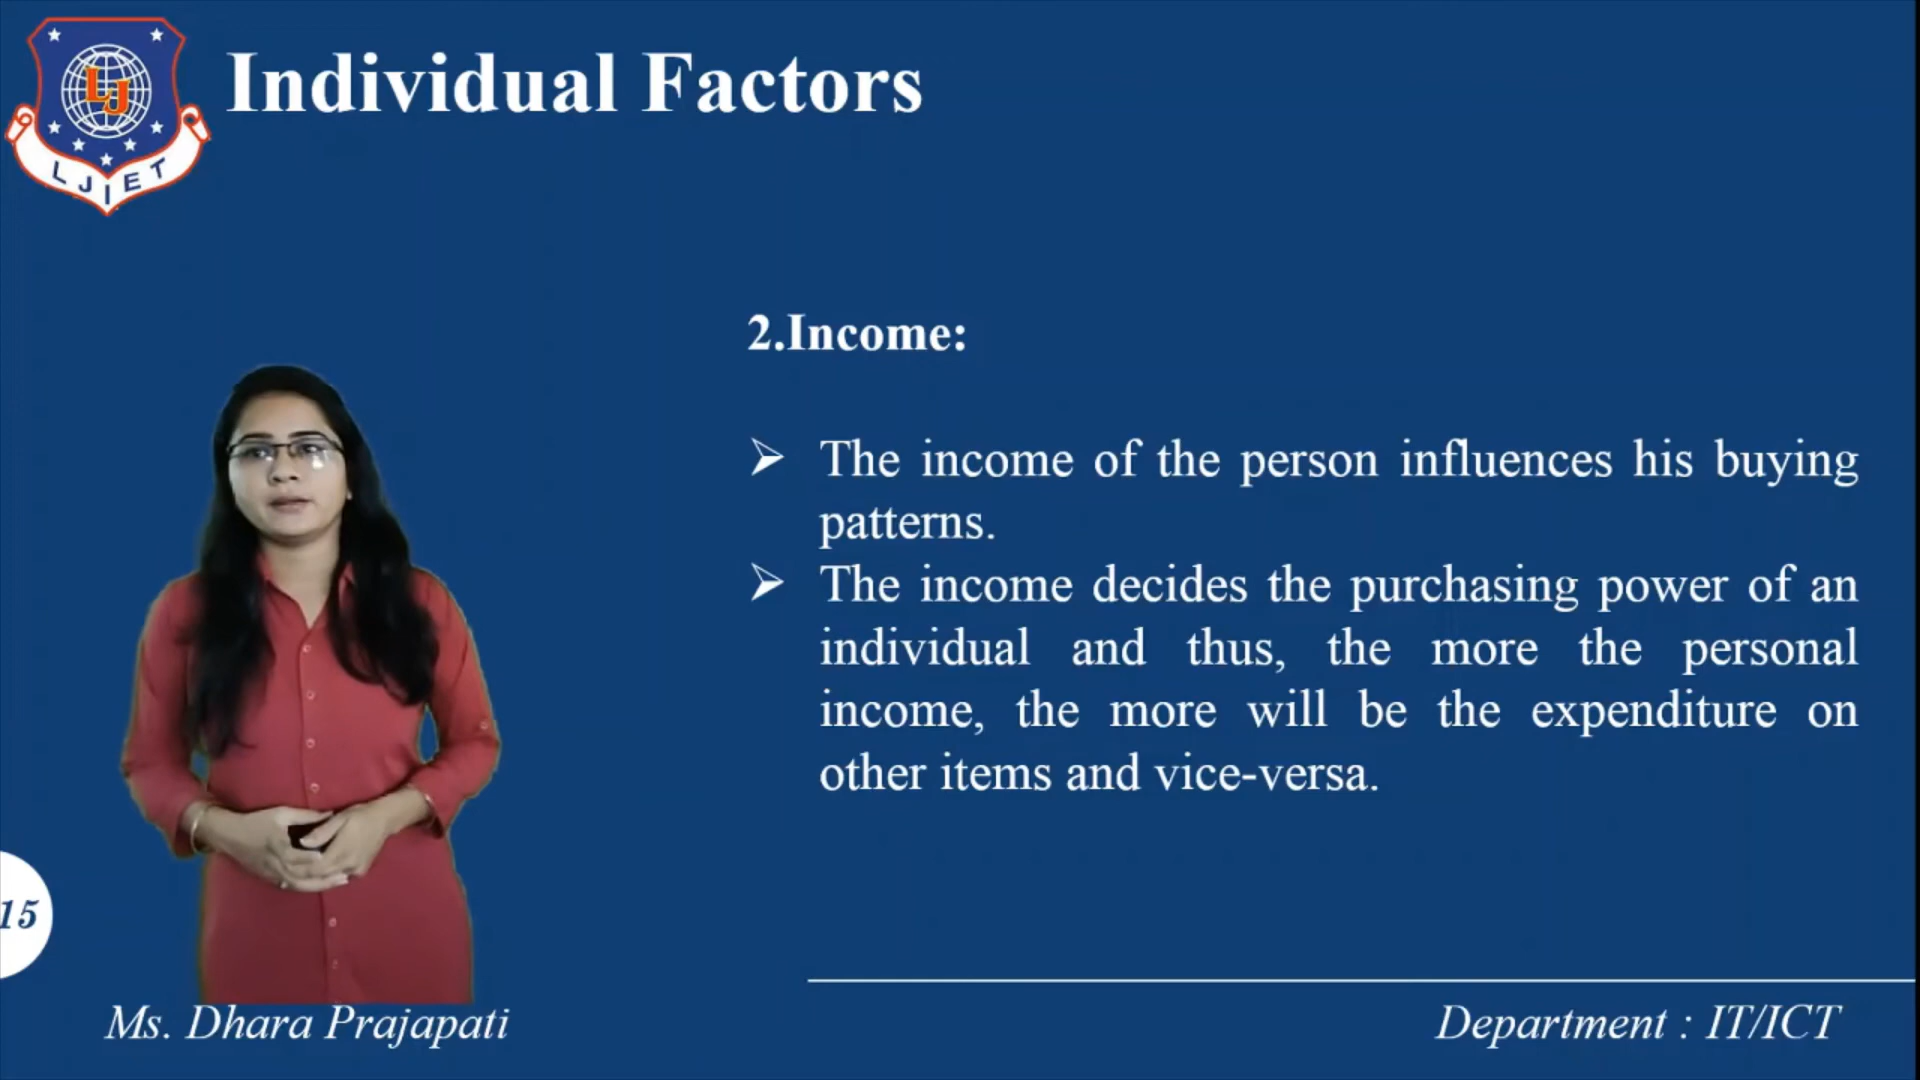 LJ
LJIET
Individual Factors
2.Income:
➢ The income of the person influences his buying
patterns.
➢ The income decides the purchasing power of an
individual and thus, the more the personal
income, the more will be the expenditure on
other items and vice-versa.
15
Ms. Dhara Prajapati
Department : IT/ICT